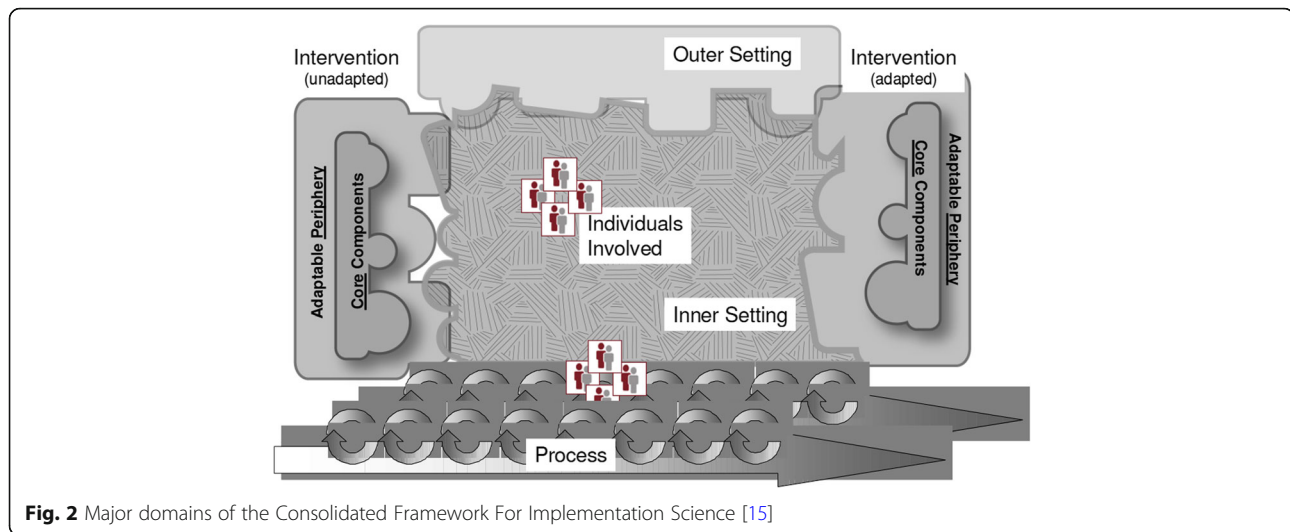 Outer Setting
Intervention
(unadapted)
Intervention
(adapted)
Adaptable Periphery
Core Components
Individuals
Involved
Inner Setting
Core Components
Adaptable Periphery
Process
Fig. 2 Major domains of the Consolidated Framework For Implementation Science [15]